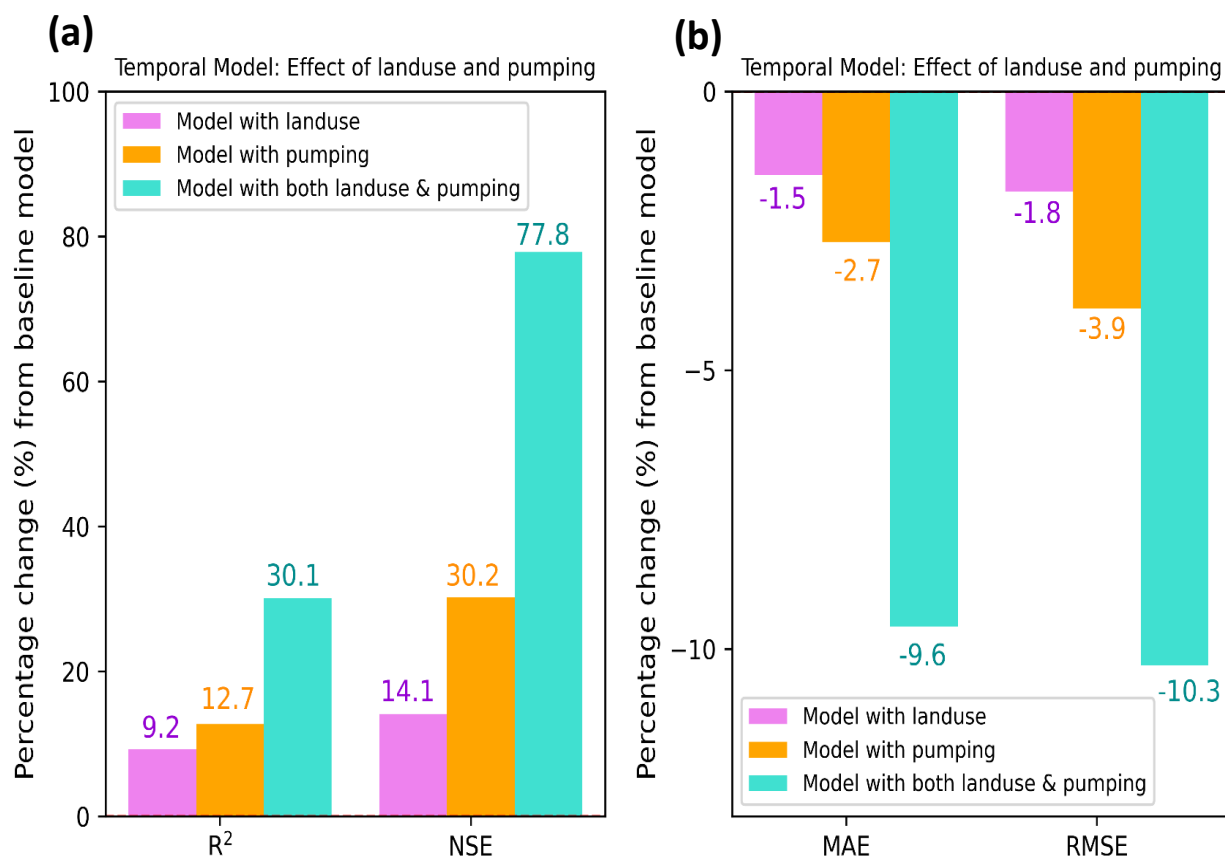 (a)
Temporal Model: Effect of landuse and pumping
Percentage change (%) from baseline model
100
80
60
40
20
0
Model with landuse
Model with pumping
Model with both landuse & pumping
9.2
12.7
30.1
14.1
30.2
77.8
R²
NSE
(b)
Temporal Model: Effect of landuse and pumping
Percentage change (%) from baseline model
0
−5
−10
-1.5
-2.7
-9.6
-1.8
-3.9
-10.3
Model with landuse
Model with pumping
Model with both landuse & pumping
MAE
RMSE